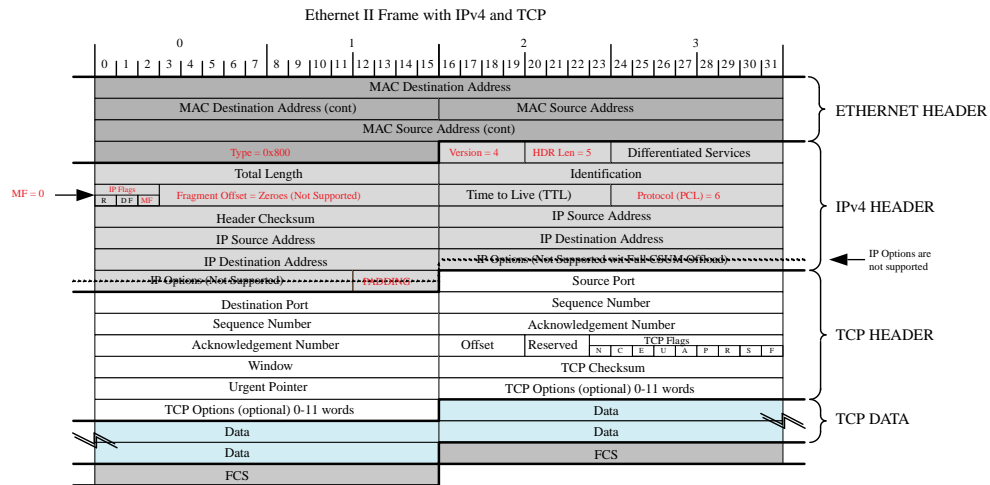 Ethernet II Frame with IPv4 and TCP
0 1 2 3
0 1 2 3 4 5 6 7 8 9 10 11 12 13 14 15 16 17 18 19 20 21 22 23 24 25 26 27 28 29 30 31
MAC Destination Address
MAC Destination Address (cont) MAC Source Address
ETHERNET HEADER
MAC Source Address (cont)
Type = 0x800 Version = 4 HDR Len = 5 Differentiated Services
Total Length Identification
MF = 0 IP Flags
R D F MF Fragment Offset = Zeroes (Not Supported) Time to Live (TTL) Protocol (PCL) = 6
Header Checksum IP Source Address
IPv4 HEADER
IP Source Address IP Destination Address
IP Destination Address IP Options (Not Supported wit Full CSUM Offload)
IP Options are
not supported
IP Options (Not Supported) PADDING Source Port
Destination Port Sequence Number
Sequence Number Acknowledgement Number
TCP HEADER
Acknowledgement Number Offset Reserved TCP Flags
N C E U A P R S F
Window TCP Checksum
Urgent Pointer TCP Options (optional) 0-11 words
TCP Options (optional) 0-11 words Data
TCP DATA
Data Data
Data FCS
FCS